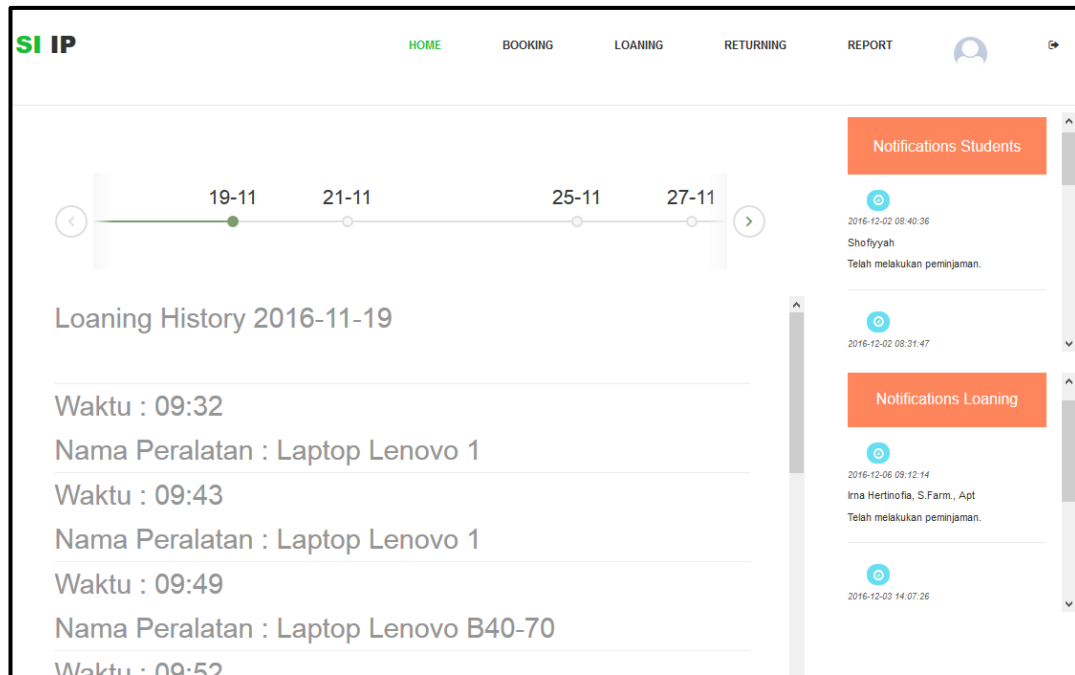 SI IP
HOME BOOKING LOANING RETURNING REPORT
19-11 21-11 25-11 27-11
Loaning History 2016-11-19
Waktu : 09:32
Nama Peralatan : Laptop Lenovo 1
Waktu : 09:43
Nama Peralatan : Laptop Lenovo 1
Waktu : 09:49
Nama Peralatan : Laptop Lenovo B40-70
Waktu : 09:52
Notifications Students
2016-12-02 08:40:36
Shofiyyah
Telah melakukan peminjaman.
2016-12-02 08:31:47
Notifications Loaning
2016-12-06 09:12:14
Irna Hertinofia, S.Farm., Apt
Telah melakukan peminjaman.
2016-12-03 14:07:26